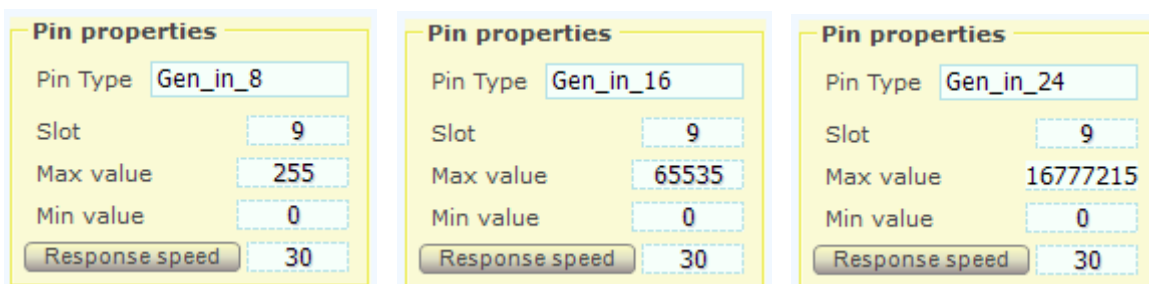 Pin properties
Pin Type Gen_in_8
Slot 9
Max value 255
Min value 0
Response speed 30
Pin properties
Pin Type Gen_in_16
Slot 9
Max value 65535
Min value 0
Response speed 30
Pin properties
Pin Type Gen_in_24
Slot 9
Max value 16777215
Min value 0
Response speed 30